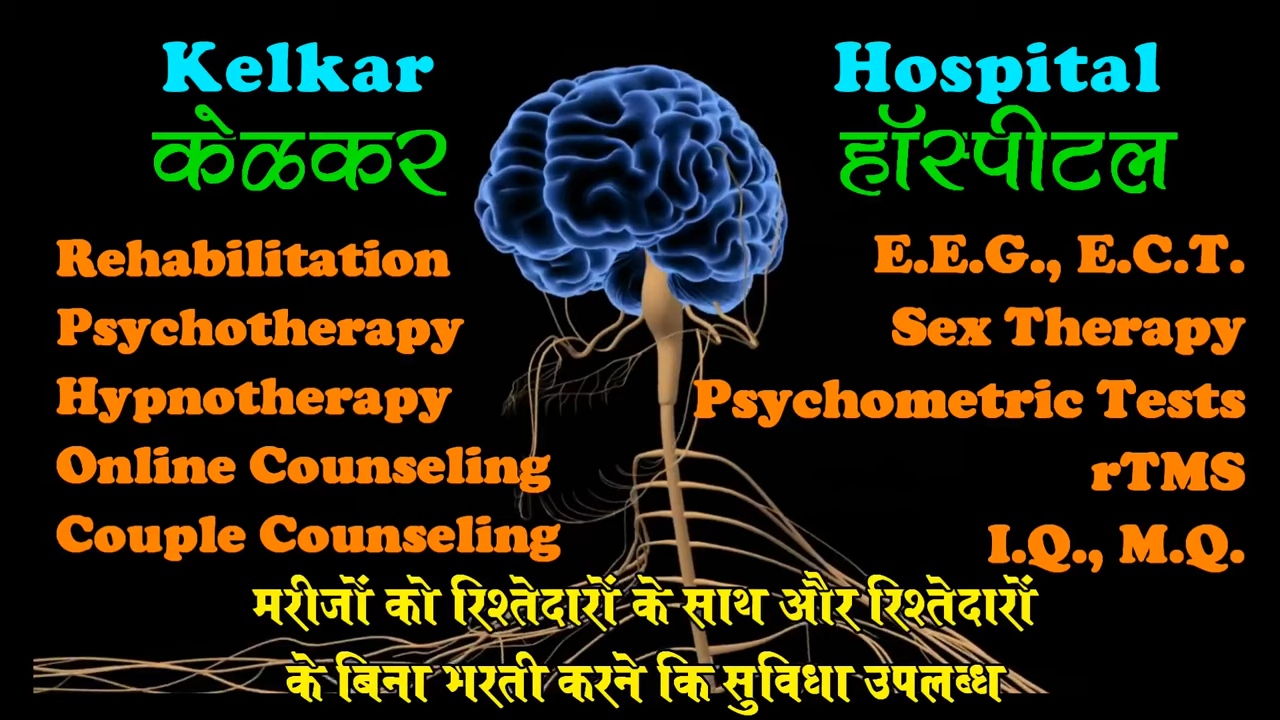 Kelkar Hospital
केळकर हॉस्पीटल
Rehabilitation
Psychotherapy
Hypnotherapy
Online Counseling
Couple Counseling
E.E.G., E.C.T.
Sex Therapy
Psychometric Tests
rTMS
I.Q., M.Q.
मरीजों को रिश्तेदारों के साथ और रिश्तेदारों
के बिना भरती करने कि सुविधा उपलब्ध